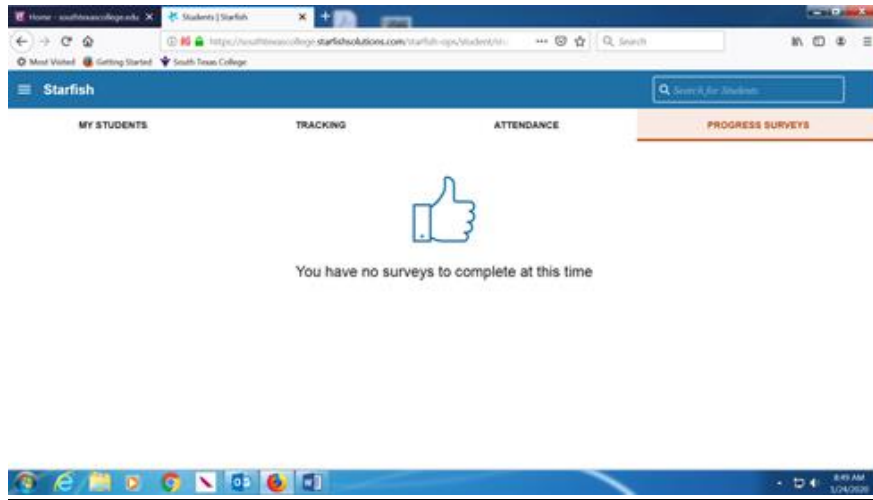 Home - southtexascollege.edu
Students | Starfish
https://southtexascollege.starfishsolutions.com/starfish-ops/student/
Search
Most Visited
Getting Started
South Texas College
Starfish
Search for Students
MY STUDENTS
TRACKING
ATTENDANCE
PROGRESS SURVEYS
You have no surveys to complete at this time
8:49 AM
1/24/2020